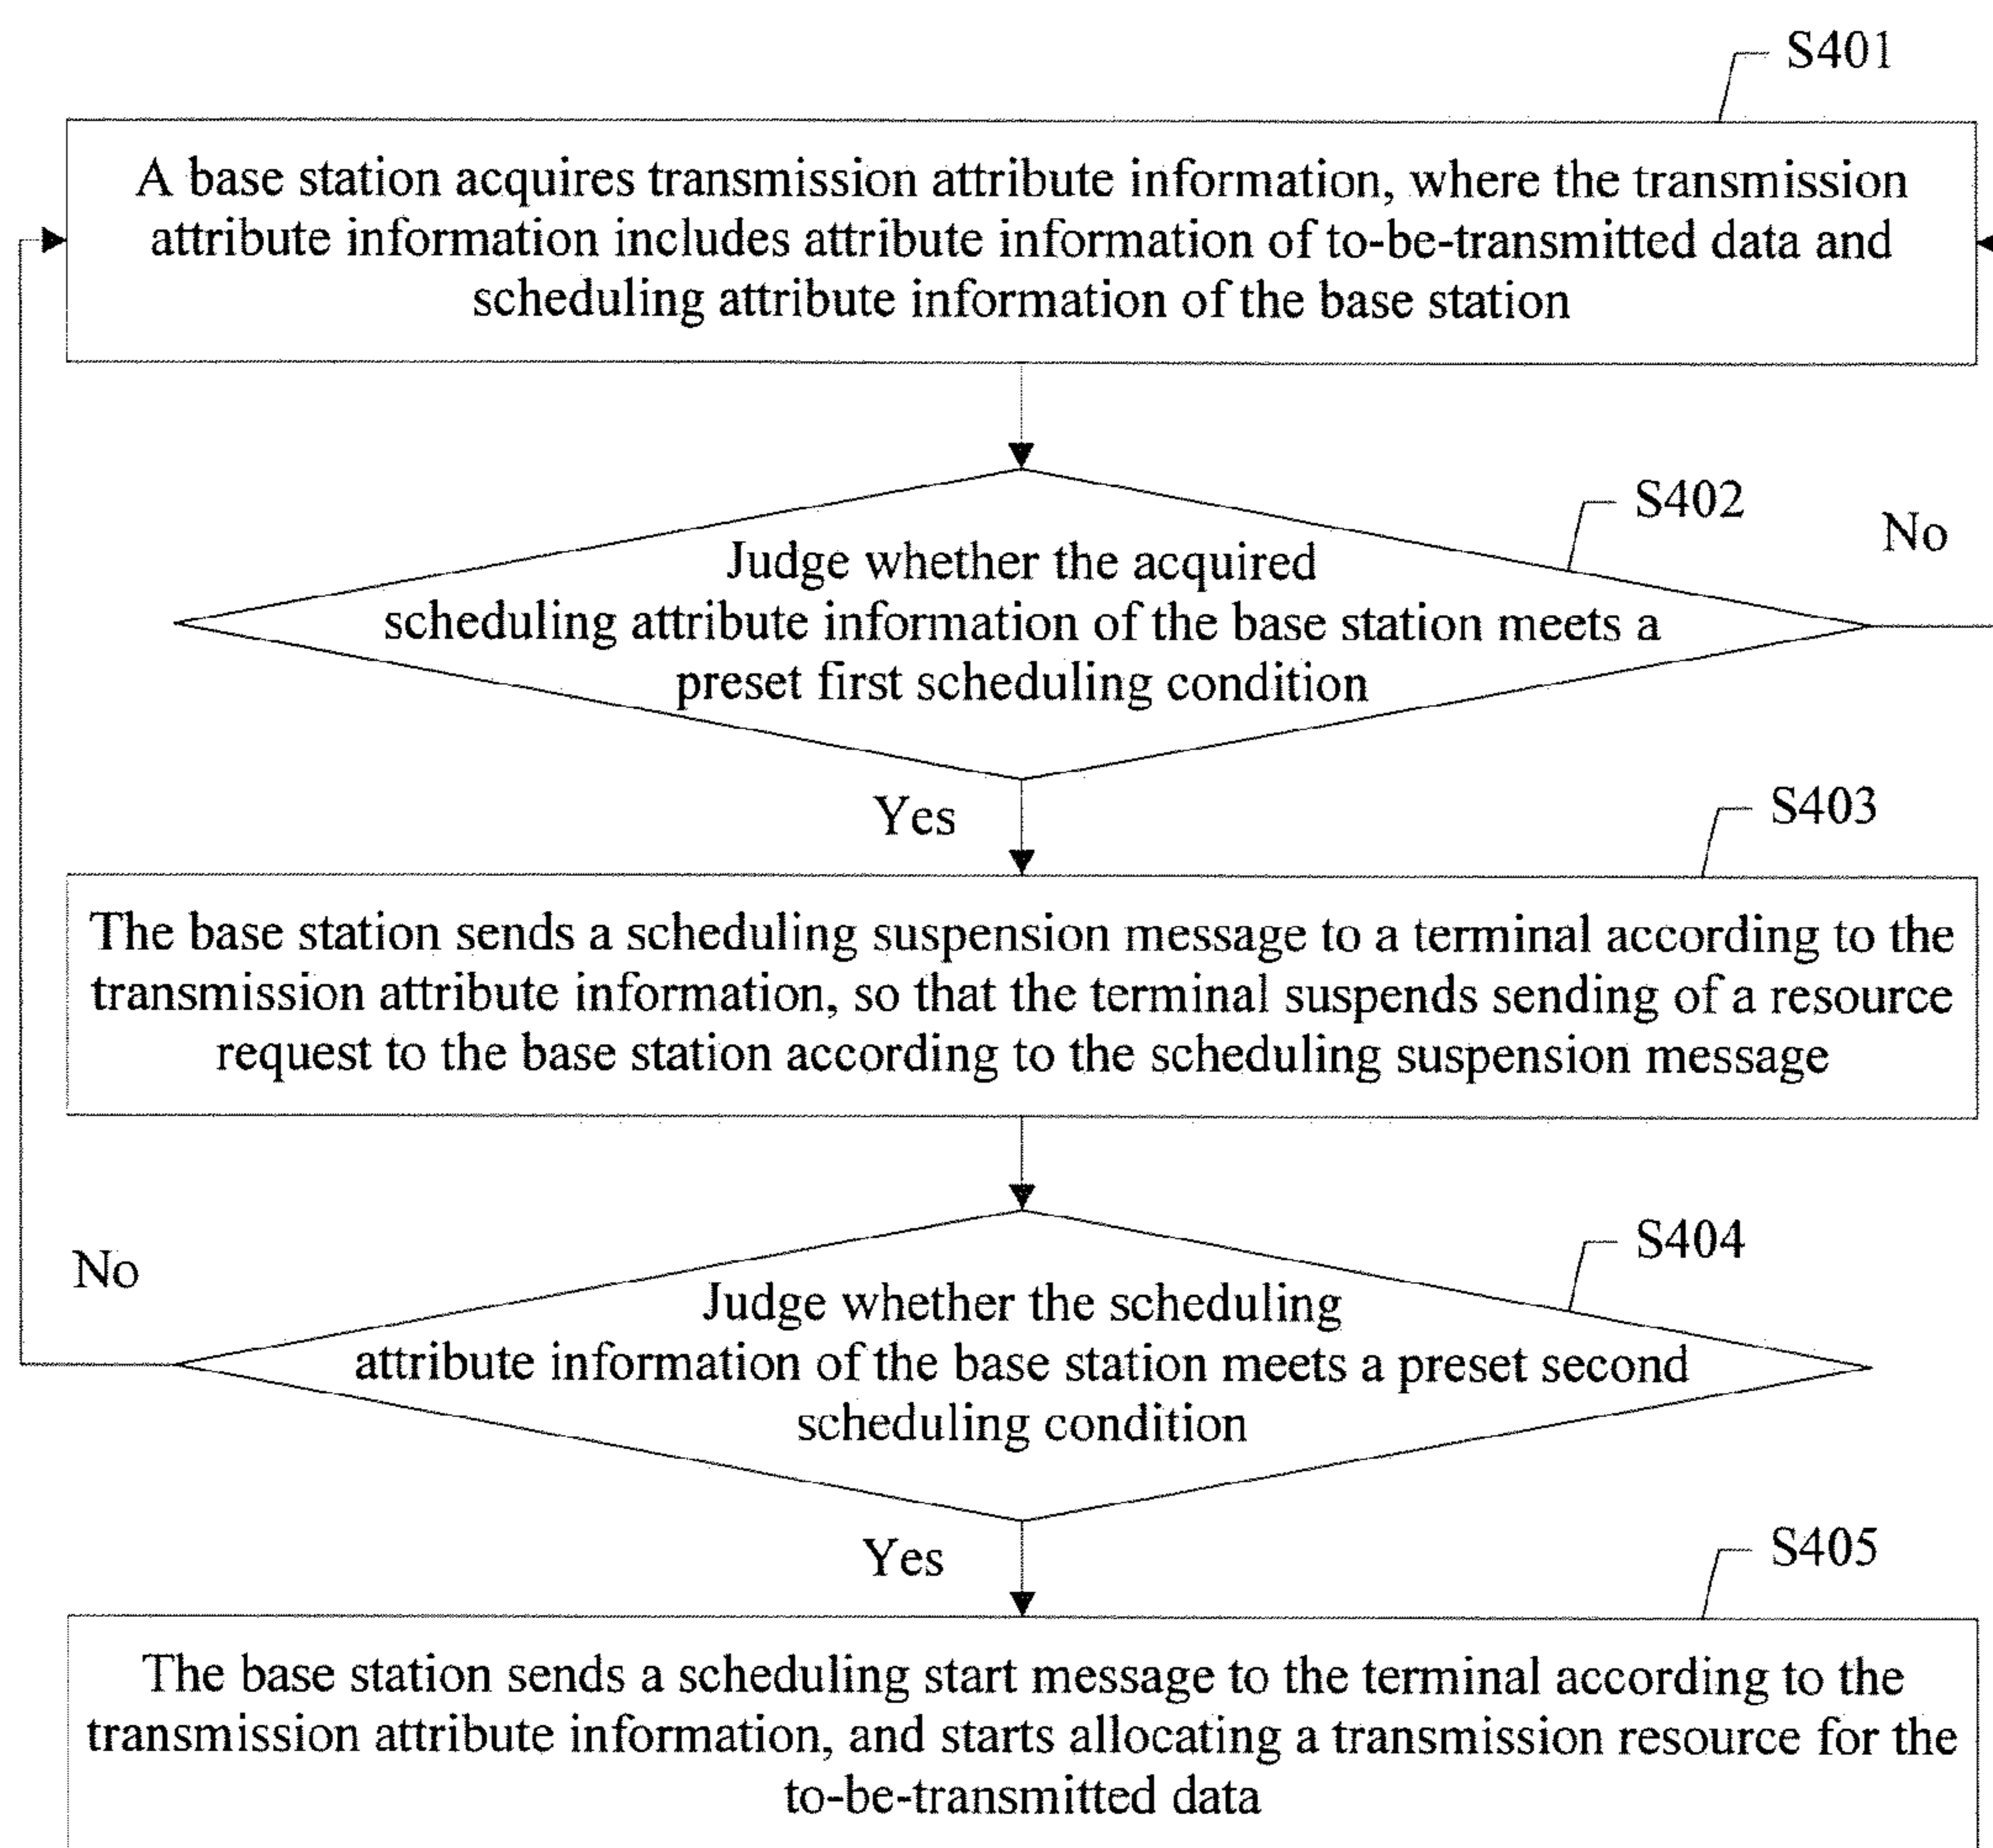 S401
A base station acquires transmission attribute information, where the transmission
attribute information includes attribute information of to-be-transmitted data and
scheduling attribute information of the base station
S402
No
Judge whether the acquired
scheduling attribute information of the base station meets a
preset first scheduling condition
Yes
S403
The base station sends a scheduling suspension message to a terminal according to the
transmission attribute information, so that the terminal suspends sending of a resource
request to the base station according to the scheduling suspension message
S404
No
Judge whether the scheduling
attribute information of the base station meets a preset second
scheduling condition
Yes
S405
The base station sends a scheduling start message to the terminal according to the
transmission attribute information, and starts allocating a transmission resource for the
to-be-transmitted data